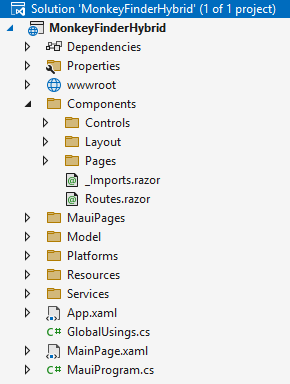 Solution 'MonkeyFinderHybrid' (1 of 1 project)
MonkeyFinderHybrid
Dependencies
Properties
wwwroot
Components
Controls
Layout
Pages
_Imports.razor
Routes.razor
MauiPages
Model
Platforms
Resources
Services
App.xaml
C# GlobalUsings.cs
MainPage.xaml
C# MauiProgram.cs